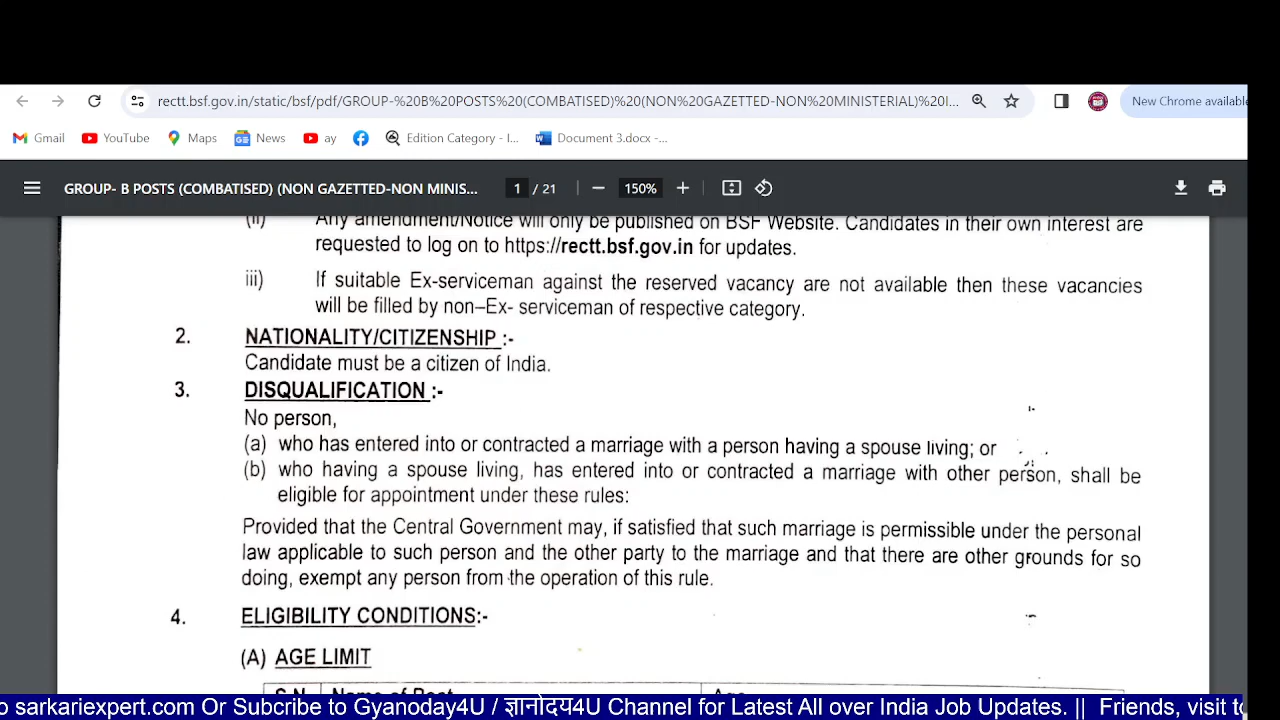 rectt.bsf.gov.in/static/bsf/pdf/GROUP-%20B%20POSTS%20(COMBATISED)%20(NON%20GAZETTED-NON%20MINISTERIAL)%20I...
New Chrome available
Gmail YouTube Maps News ay Edition Category - I... Document 3.docx -...
GROUP- B POSTS (COMBATISED) (NON GAZETTED-NON MINIS... 1 / 21 150%
(ii) Any amendment/Notice will only be published on BSF Website. Candidates in their own interest are
requested to log on to https://rectt.bsf.gov.in for updates.
iii) If suitable Ex-serviceman against the reserved vacancy are not available then these vacancies
will be filled by non–Ex- serviceman of respective category.
2. NATIONALITY/CITIZENSHIP :-
Candidate must be a citizen of India.
3. DISQUALIFICATION :-
No person,
(a) who has entered into or contracted a marriage with a person having a spouse living; or
(b) who having a spouse living, has entered into or contracted a marriage with other person, shall be
eligible for appointment under these rules:
Provided that the Central Government may, if satisfied that such marriage is permissible under the personal
law applicable to such person and the other party to the marriage and that there are other grounds for so
doing, exempt any person from the operation of this rule.
4. ELIGIBILITY CONDITIONS:-
(A) AGE LIMIT
S.N Name of Post Age
o sarkariexpert.com Or Subcribe to Gyanoday4U / ज्ञानोदय4U Channel for Latest All over India Job Updates. || Friends, visit to